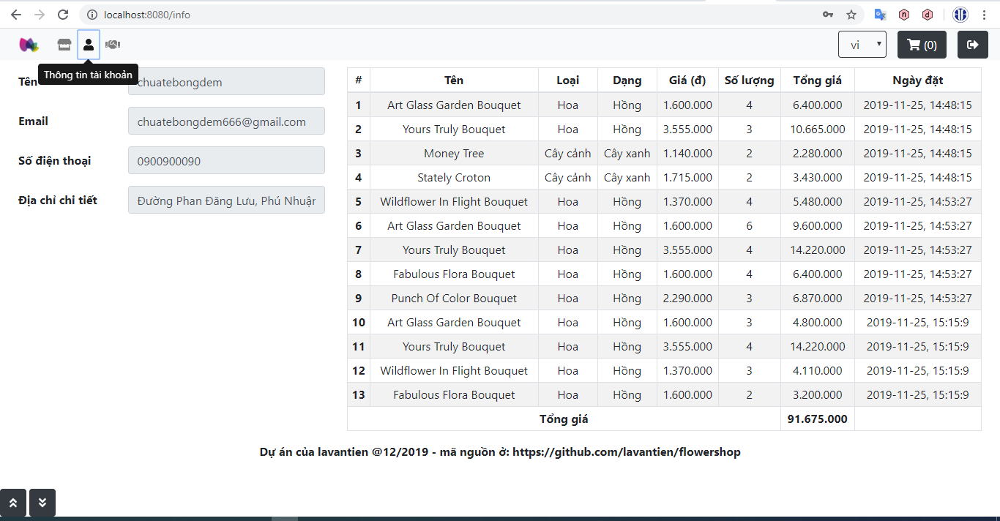 localhost:8080/info
vi
(0)
Thông tin tài khoản
Tên chuatebongdem
Email chuatebongdem666@gmail.com
Số điện thoại 0900900090
Địa chỉ chi tiết Đường Phan Đăng Lưu, Phú Nhuận
# Tên Loại Dạng Giá (đ) Số lượng Tổng giá Ngày đặt
1 Art Glass Garden Bouquet Hoa Hồng 1.600.000 4 6.400.000 2019-11-25, 14:48:15
2 Yours Truly Bouquet Hoa Hồng 3.555.000 3 10.665.000 2019-11-25, 14:48:15
3 Money Tree Cây cảnh Cây xanh 1.140.000 2 2.280.000 2019-11-25, 14:48:15
4 Stately Croton Cây cảnh Cây xanh 1.715.000 2 3.430.000 2019-11-25, 14:48:15
5 Wildflower In Flight Bouquet Hoa Hồng 1.370.000 4 5.480.000 2019-11-25, 14:53:27
6 Art Glass Garden Bouquet Hoa Hồng 1.600.000 6 9.600.000 2019-11-25, 14:53:27
7 Yours Truly Bouquet Hoa Hồng 3.555.000 4 14.220.000 2019-11-25, 14:53:27
8 Fabulous Flora Bouquet Hoa Hồng 1.600.000 4 6.400.000 2019-11-25, 14:53:27
9 Punch Of Color Bouquet Hoa Hồng 2.290.000 3 6.870.000 2019-11-25, 14:53:27
10 Art Glass Garden Bouquet Hoa Hồng 1.600.000 3 4.800.000 2019-11-25, 15:15:9
11 Yours Truly Bouquet Hoa Hồng 3.555.000 4 14.220.000 2019-11-25, 15:15:9
12 Wildflower In Flight Bouquet Hoa Hồng 1.370.000 3 4.110.000 2019-11-25, 15:15:9
13 Fabulous Flora Bouquet Hoa Hồng 1.600.000 2 3.200.000 2019-11-25, 15:15:9
Tổng giá 91.675.000
Dự án của lavantien @12/2019 - mã nguồn ở: https://github.com/lavantien/flowershop